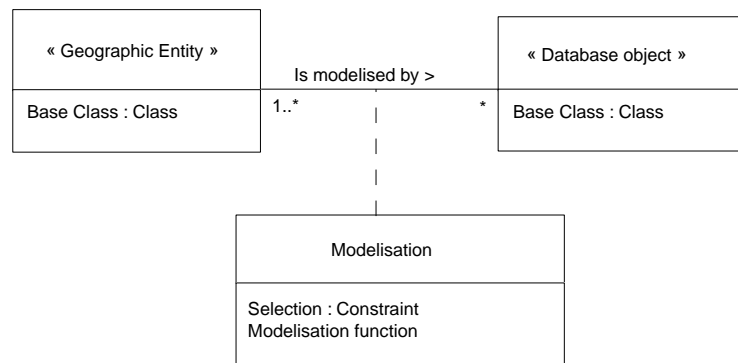 « Geographic Entity »
Is modelised by >
« Database object »
Base Class : Class
1..*
*
Base Class : Class
Modelisation
Selection : Constraint
Modelisation function